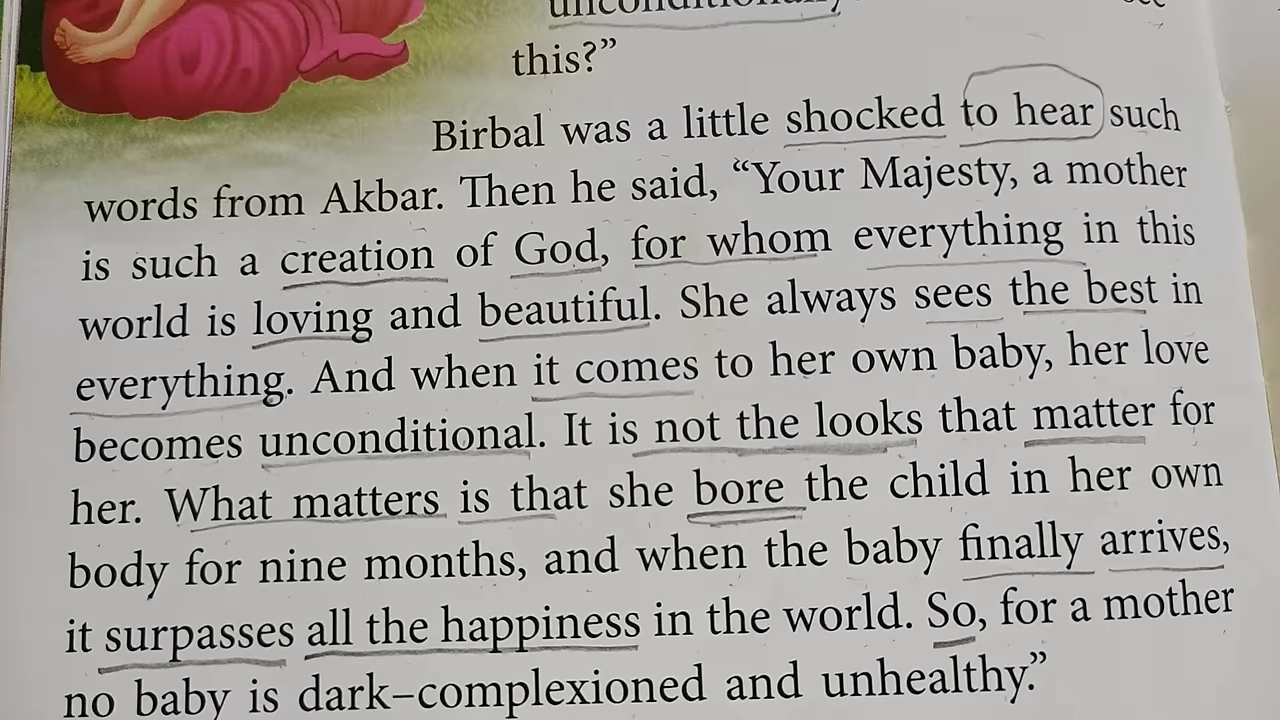 unconditionally
this?”
Birbal was a little shocked to hear such
words from Akbar. Then he said, “Your Majesty, a mother
is such a creation of God, for whom everything in this
world is loving and beautiful. She always sees the best in
everything. And when it comes to her own baby, her love
becomes unconditional. It is not the looks that matter for
her. What matters is that she bore the child in her own
body for nine months, and when the baby finally arrives,
it surpasses all the happiness in the world. So, for a mother
no baby is dark–complexioned and unhealthy.”